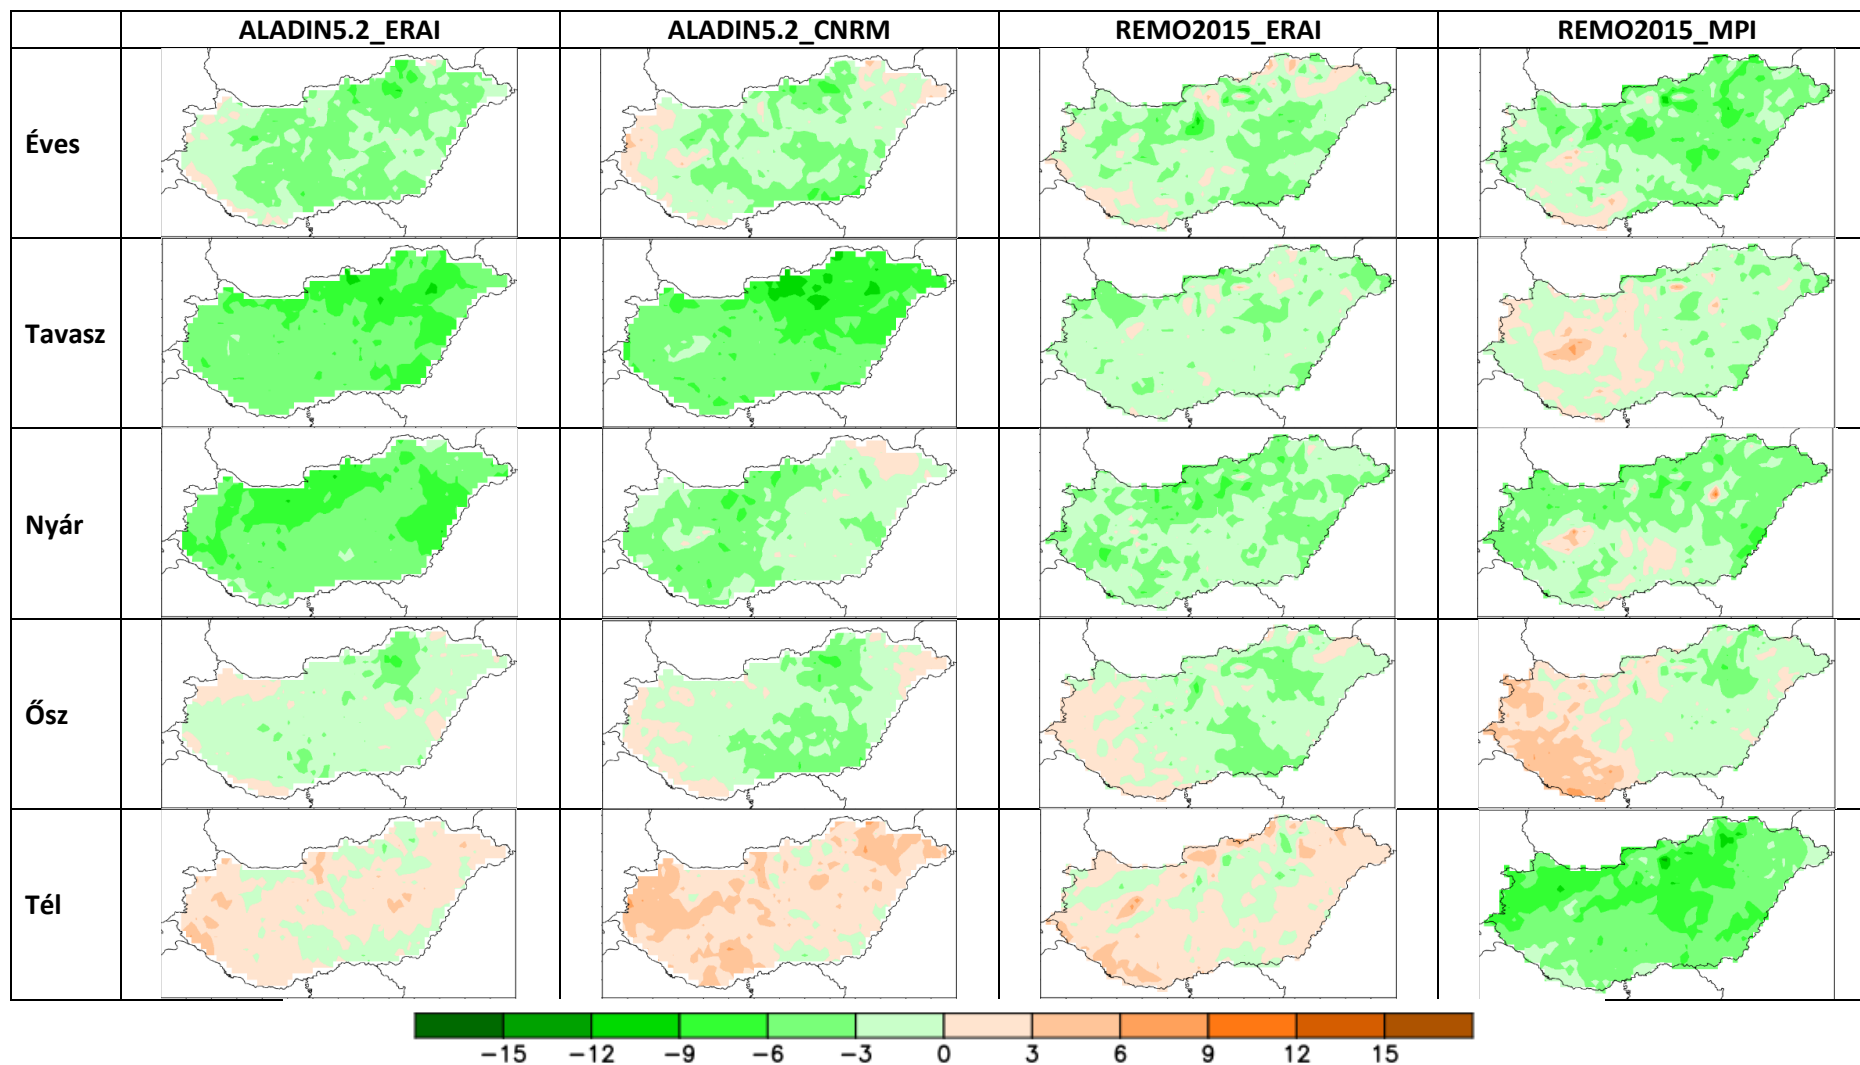 ALADIN5.2_ERAI ALADIN5.2_CNRM REMO2015_ERAI REMO2015_MPI
Éves
Tavasz
Nyár
Ősz
Tél
−15 −12 −9 −6 −3 0 3 6 9 12 15